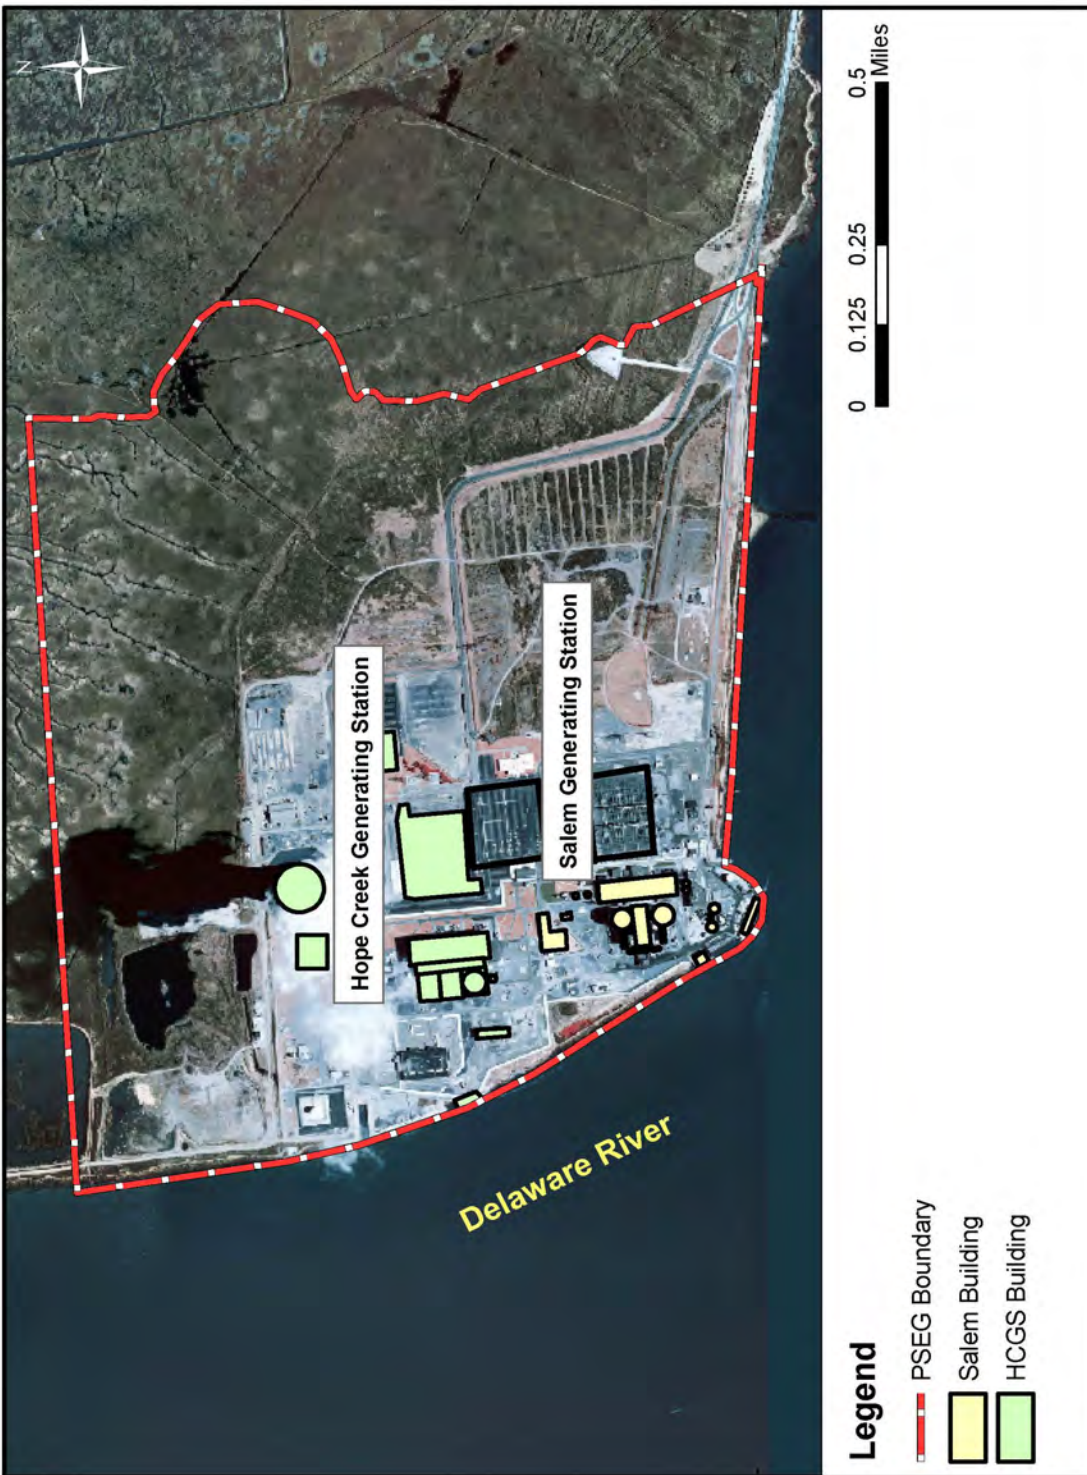 N
Hope Creek Generating Station
Salem Generating Station
Delaware River
Legend
PSEG Boundary
Salem Building
HCGS Building
0 0.125 0.25 0.5
Miles